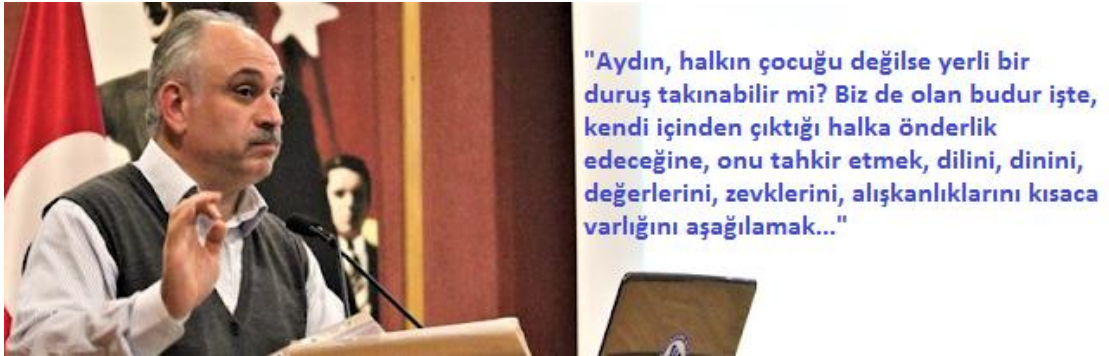 "Aydın, halkın çocuğu değilse yerli bir
duruş takınabilir mi? Biz de olan budur işte,
kendi içinden çıktığı halka önderlik
edeceğine, onu tahkir etmek, dilini, dinini,
değerlerini, zevklerini, alışkanlıklarını kısaca
varlığını aşağılamak..."